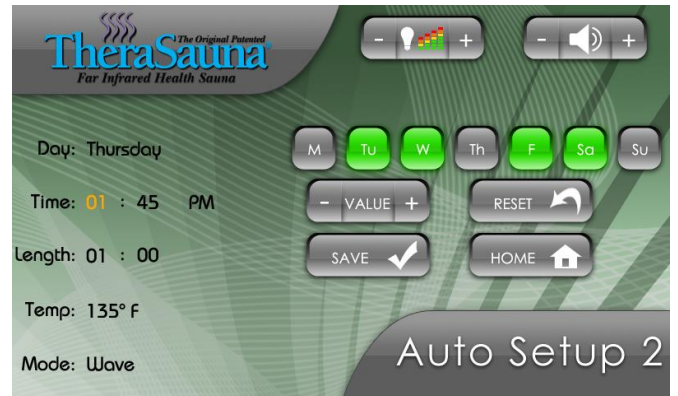 The Original Patented
TheraSauna®
Far Infrared Health Sauna
- +
- +
Day: Thursday
M Tu W Th F Sa Su
Time: 01 : 45 PM
- VALUE +
RESET
Length: 01 : 00
SAVE
HOME
Temp: 135° F
Mode: Wave
Auto Setup 2